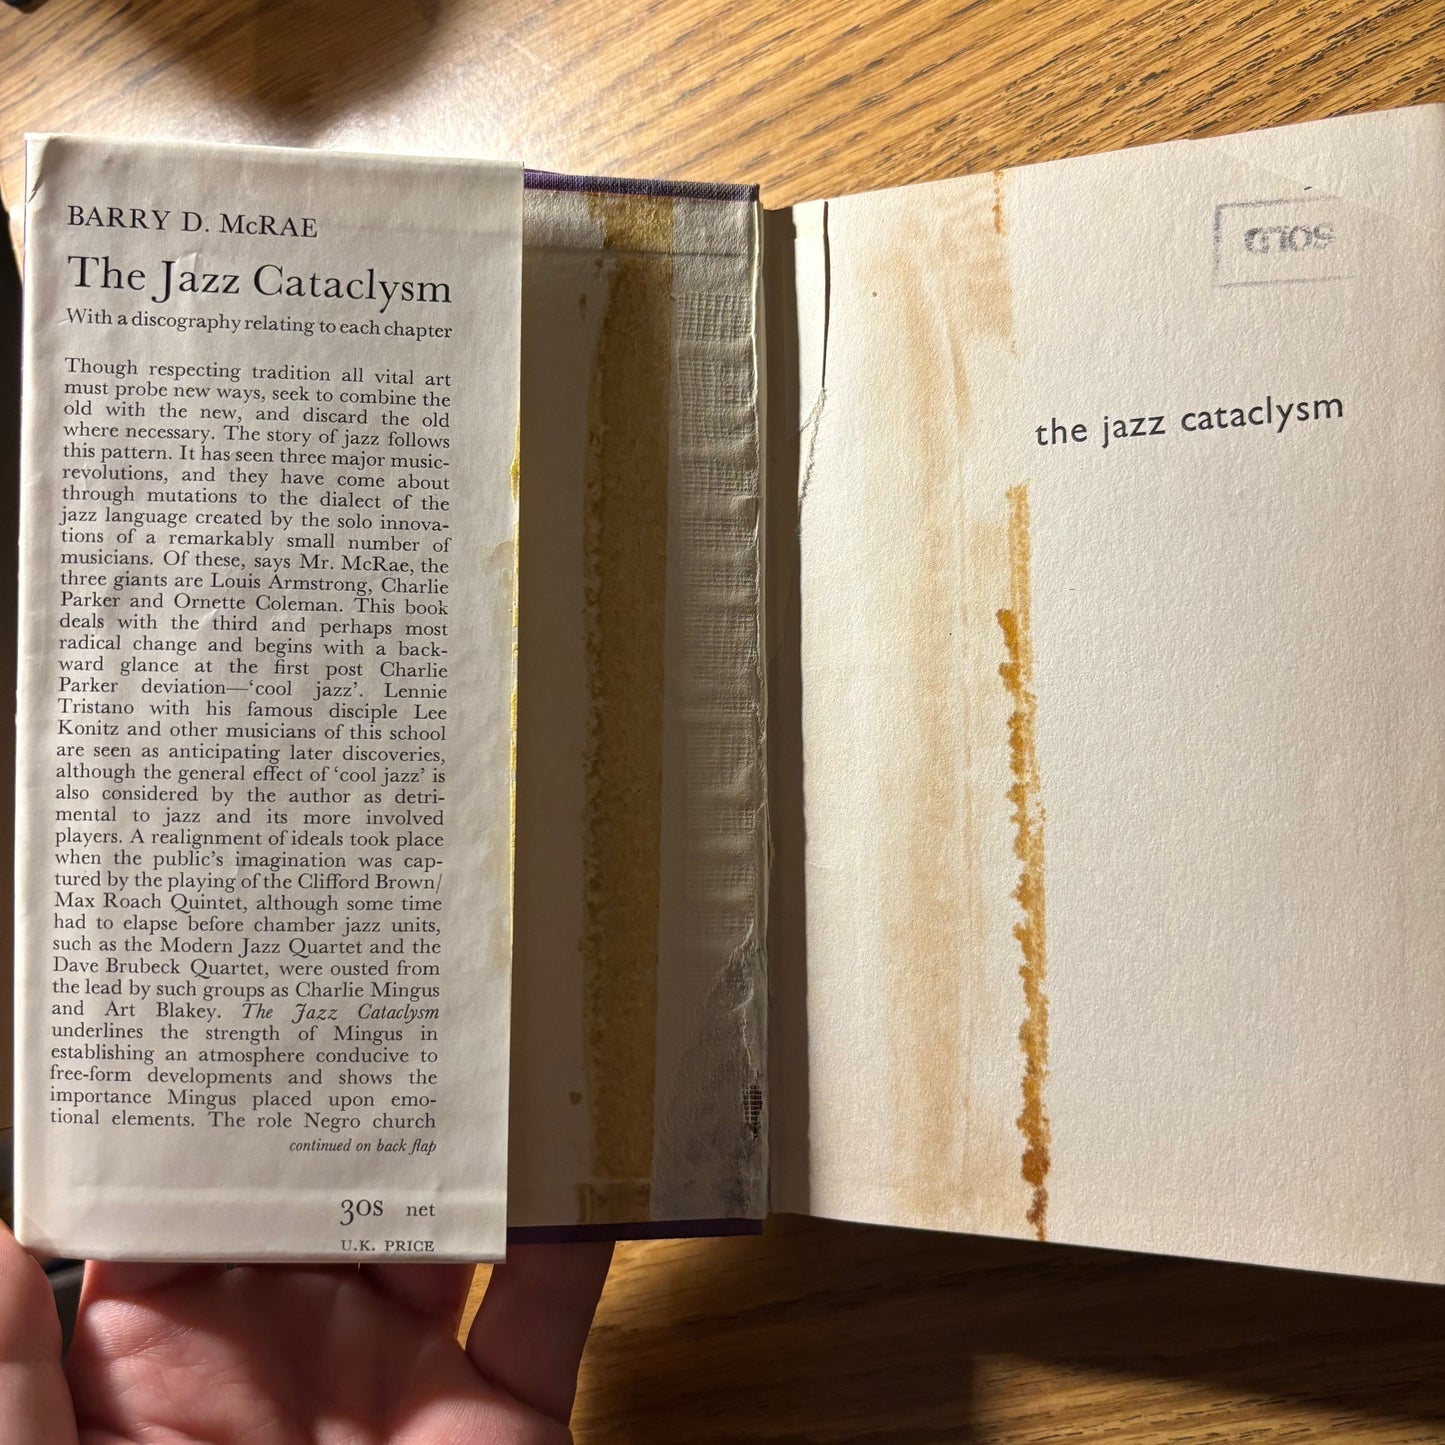 BARRY D. McRAE
The Jazz Cataclysm
With a discography relating to each chapter
Though respecting tradition all vital art
must probe new ways, seek to combine the
old with the new, and discard the old
where necessary. The story of jazz follows
this pattern. It has seen three major music-
revolutions, and they have come about
through mutations to the dialect of the
jazz language created by the solo innova-
tions of a remarkably small number of
musicians. Of these, says Mr. McRae, the
three giants are Louis Armstrong, Charlie
Parker and Ornette Coleman. This book
deals with the third and perhaps most
radical change and begins with a back-
ward glance at the first post Charlie
Parker deviation—‘cool jazz’. Lennie
Tristano with his famous disciple Lee
Konitz and other musicians of this school
are seen as anticipating later discoveries,
although the general effect of ‘cool jazz’ is
also considered by the author as detri-
mental to jazz and its more involved
players. A realignment of ideals took place
when the public’s imagination was cap-
tured by the playing of the Clifford Brown/
Max Roach Quintet, although some time
had to elapse before chamber jazz units,
such as the Modern Jazz Quartet and the
Dave Brubeck Quartet, were ousted from
the lead by such groups as Charlie Mingus
and Art Blakey. The Jazz Cataclysm
underlines the strength of Mingus in
establishing an atmosphere conducive to
free-form developments and shows the
importance Mingus placed upon emo-
tional elements. The role Negro church
continued on back flap
30s net
U.K. PRICE
the jazz cataclysm